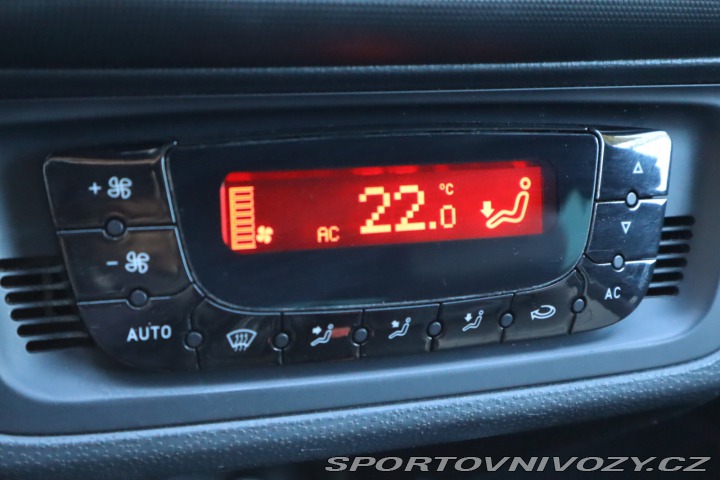 +
-
AUTO
AC 22.0 °C
AC
SPORTOVNIVOZY.CZ